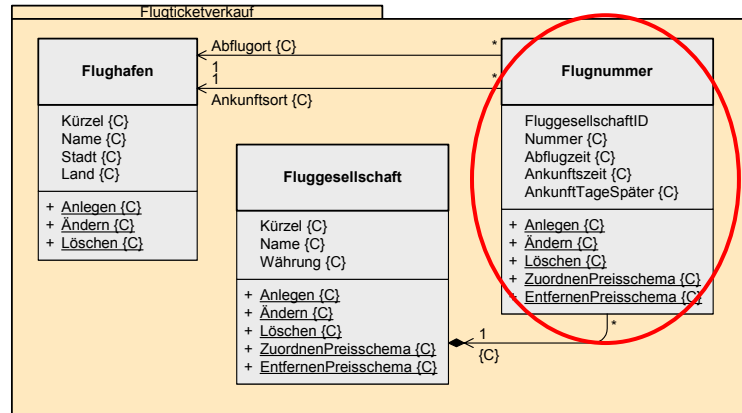 Flugticketverkauf
Flughafen
Kürzel {C}
Name {C}
Stadt {C}
Land {C}
+ Anlegen {C}
+ Ändern {C}
+ Löschen {C}
Abflugort {C}
*
1
1
*
Ankunftsort {C}
Flugnummer
FluggesellschaftID
Nummer {C}
Abflugzeit {C}
Ankunftszeit {C}
AnkunftTageSpäter {C}
+ Anlegen {C}
+ Ändern {C}
+ Löschen {C}
+ ZuordnenPreisschema {C}
+ EntfernenPreisschema {C}
Fluggesellschaft
Kürzel {C}
Name {C}
Währung {C}
+ Anlegen {C}
+ Ändern {C}
+ Löschen {C}
+ ZuordnenPreisschema {C}
+ EntfernenPreisschema {C}
*
1
{C}